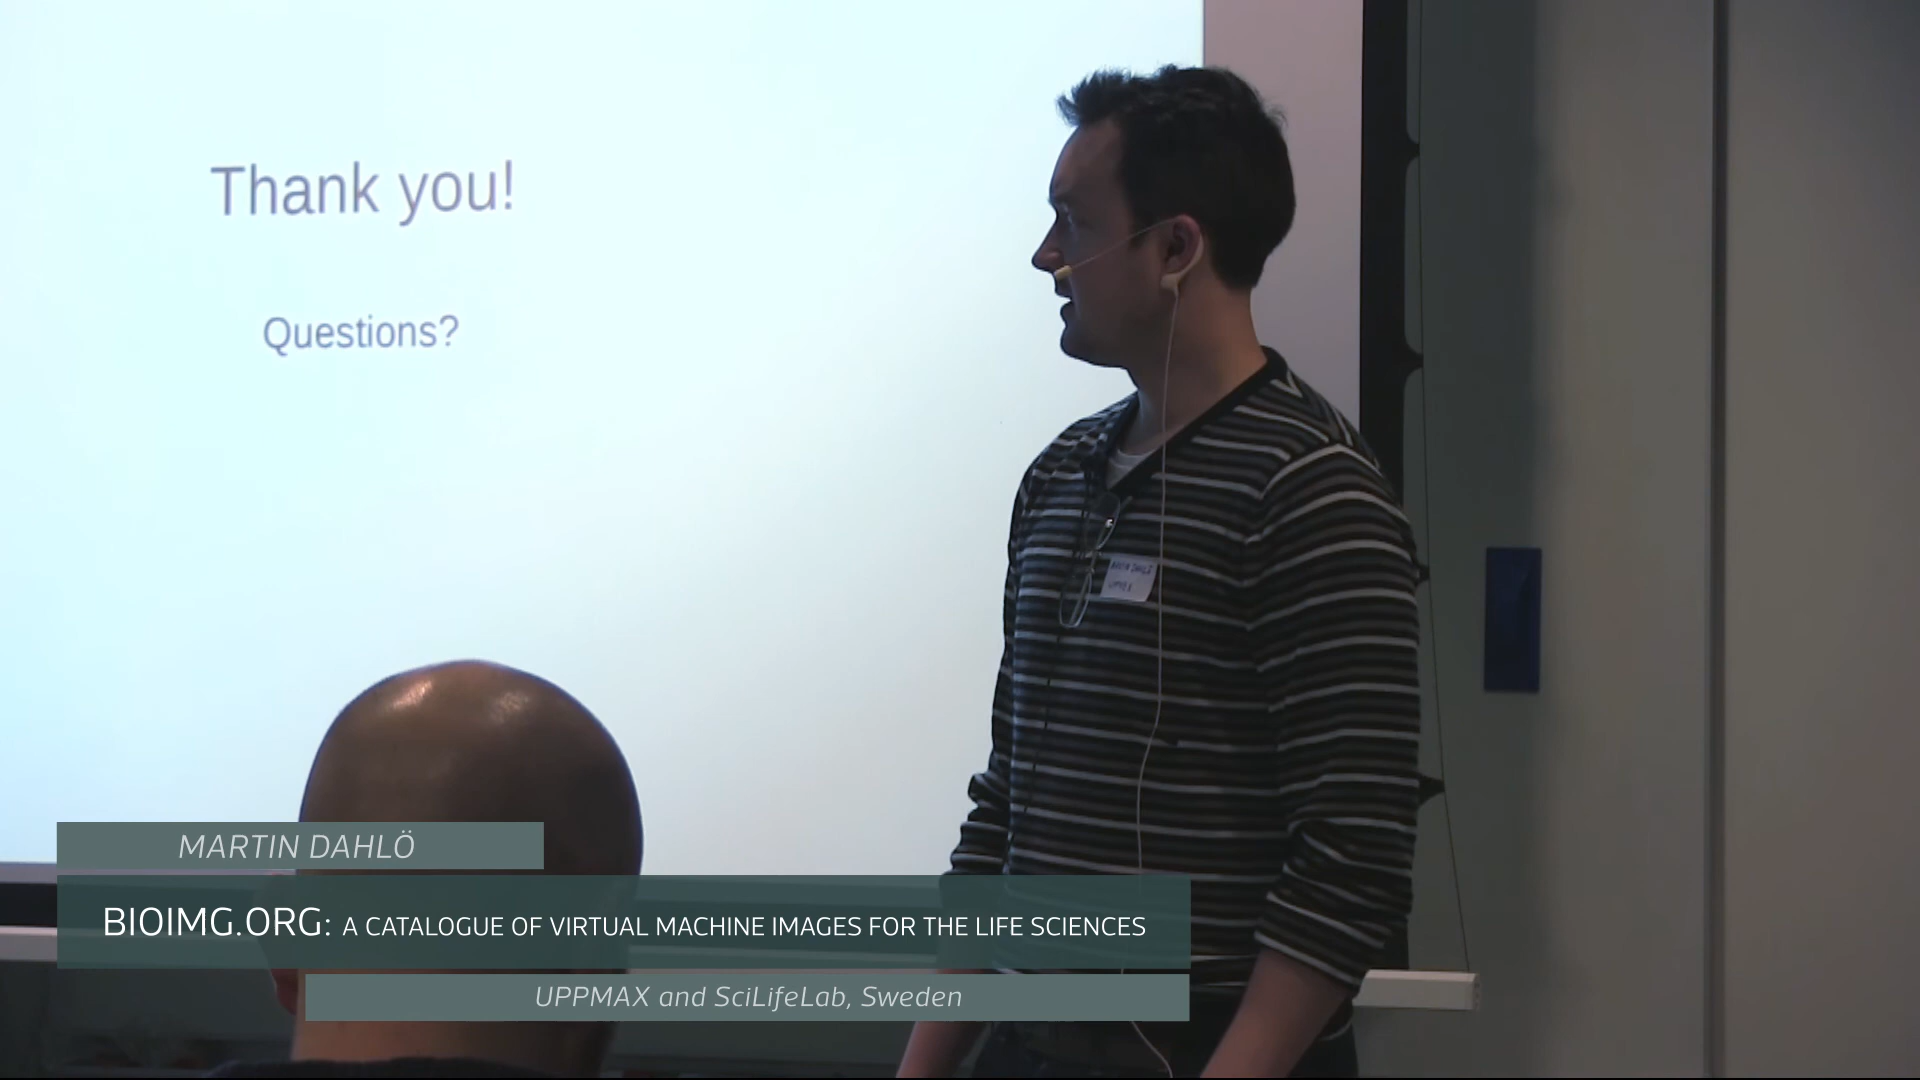 Thank you!
Questions?
MARTIN DAHLÖ
BIOIMG.ORG: A CATALOGUE OF VIRTUAL MACHINE IMAGES FOR THE LIFE SCIENCES
UPPMAX and SciLifeLab, Sweden